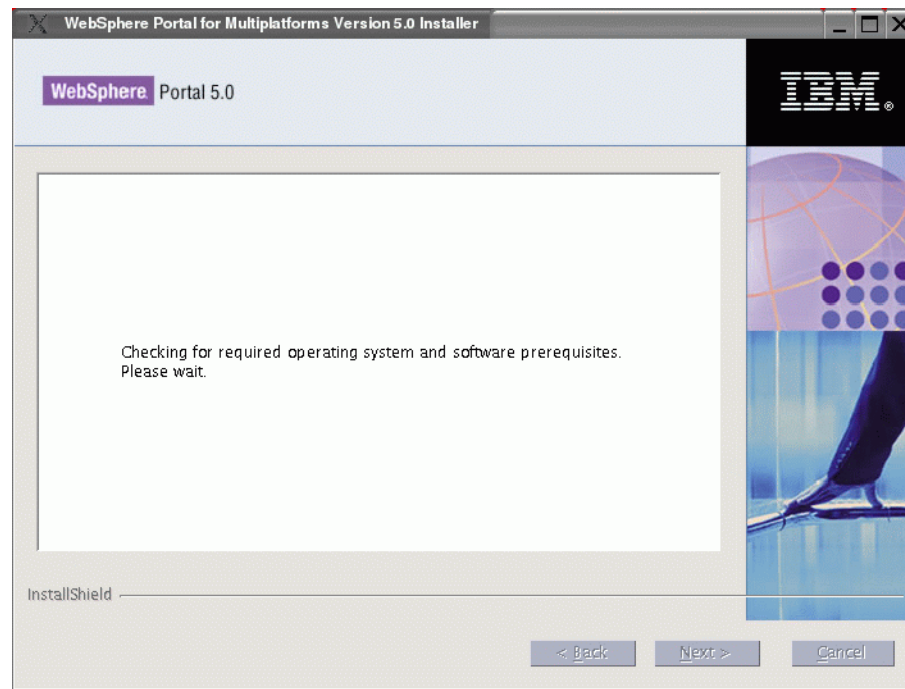 WebSphere Portal for Multiplatforms Version 5.0 Installer
WebSphere. Portal 5.0
IBM®
Checking for required operating system and software prerequisites.
Please wait.
InstallShield
< Back
Next >
Cancel